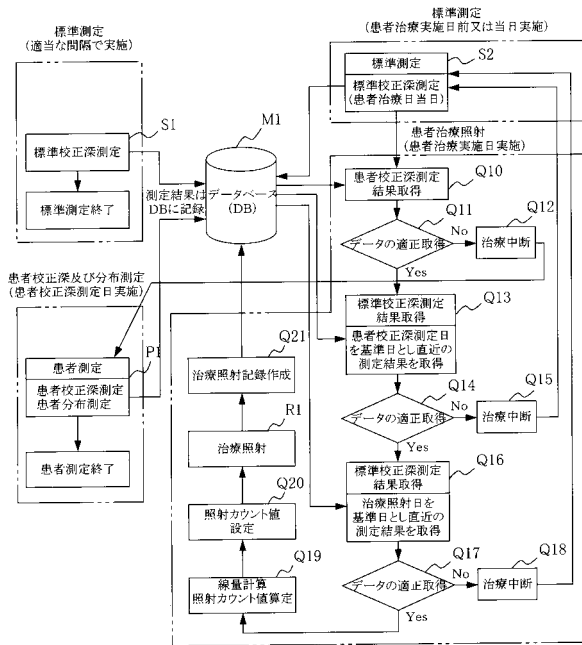 標準測定
(適当な間隔で実施)
S1
標準校正深測定
標準測定終了
患者校正深及び分布測定
(患者校正深測定日実施)
P1
患者測定
患者校正深測定
患者分布測定
患者測定終了
M1
測定結果は
DBに記録
データベース
(DB)
標準測定
(患者治療実施日前又は当日実施)
S2
標準測定
標準校正深測定
(患者治療日当日)
患者治療照射
(患者治療実施日実施)
Q10
患者校正深測定
結果取得
Q11
データの適正取得
No
Q12
治療中断
Yes
Q13
標準校正深測定
結果取得
患者校正深測定日
を基準日とし直近の
測定結果を取得
Q14
データの適正取得
No
Q15
治療中断
Yes
Q16
標準校正深測定
結果取得
治療照射日を
基準日とし直近の
測定結果を取得
Q17
データの適正取得
No
Q18
治療中断
Yes
Q19
線量計算
照射カウント値算定
Q20
照射カウント値
設定
R1
治療照射
Q21
治療照射記録作成